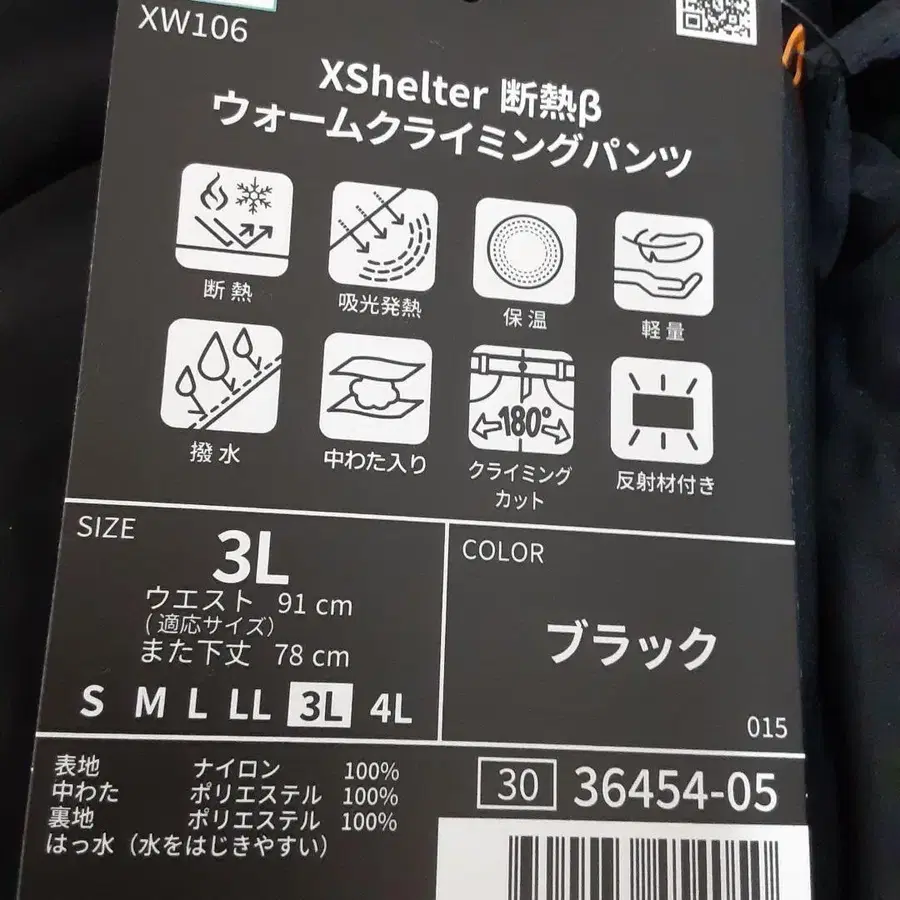 XW106
XShelter 断熱β
ウォームクライミングパンツ
断熱
吸光発熱
保温
軽量
撥水
中わた入り
180°
クライミング
カット
反射材付き
SIZE
3L
ウエスト 91 cm
(適応サイズ)
また下丈 78 cm
S M L LL 3L 4L
COLOR
ブラック
015
表地 ナイロン 100%
中わた ポリエステル 100%
裏地 ポリエステル 100%
はっ水（水をはじきやすい）
30 36454-05